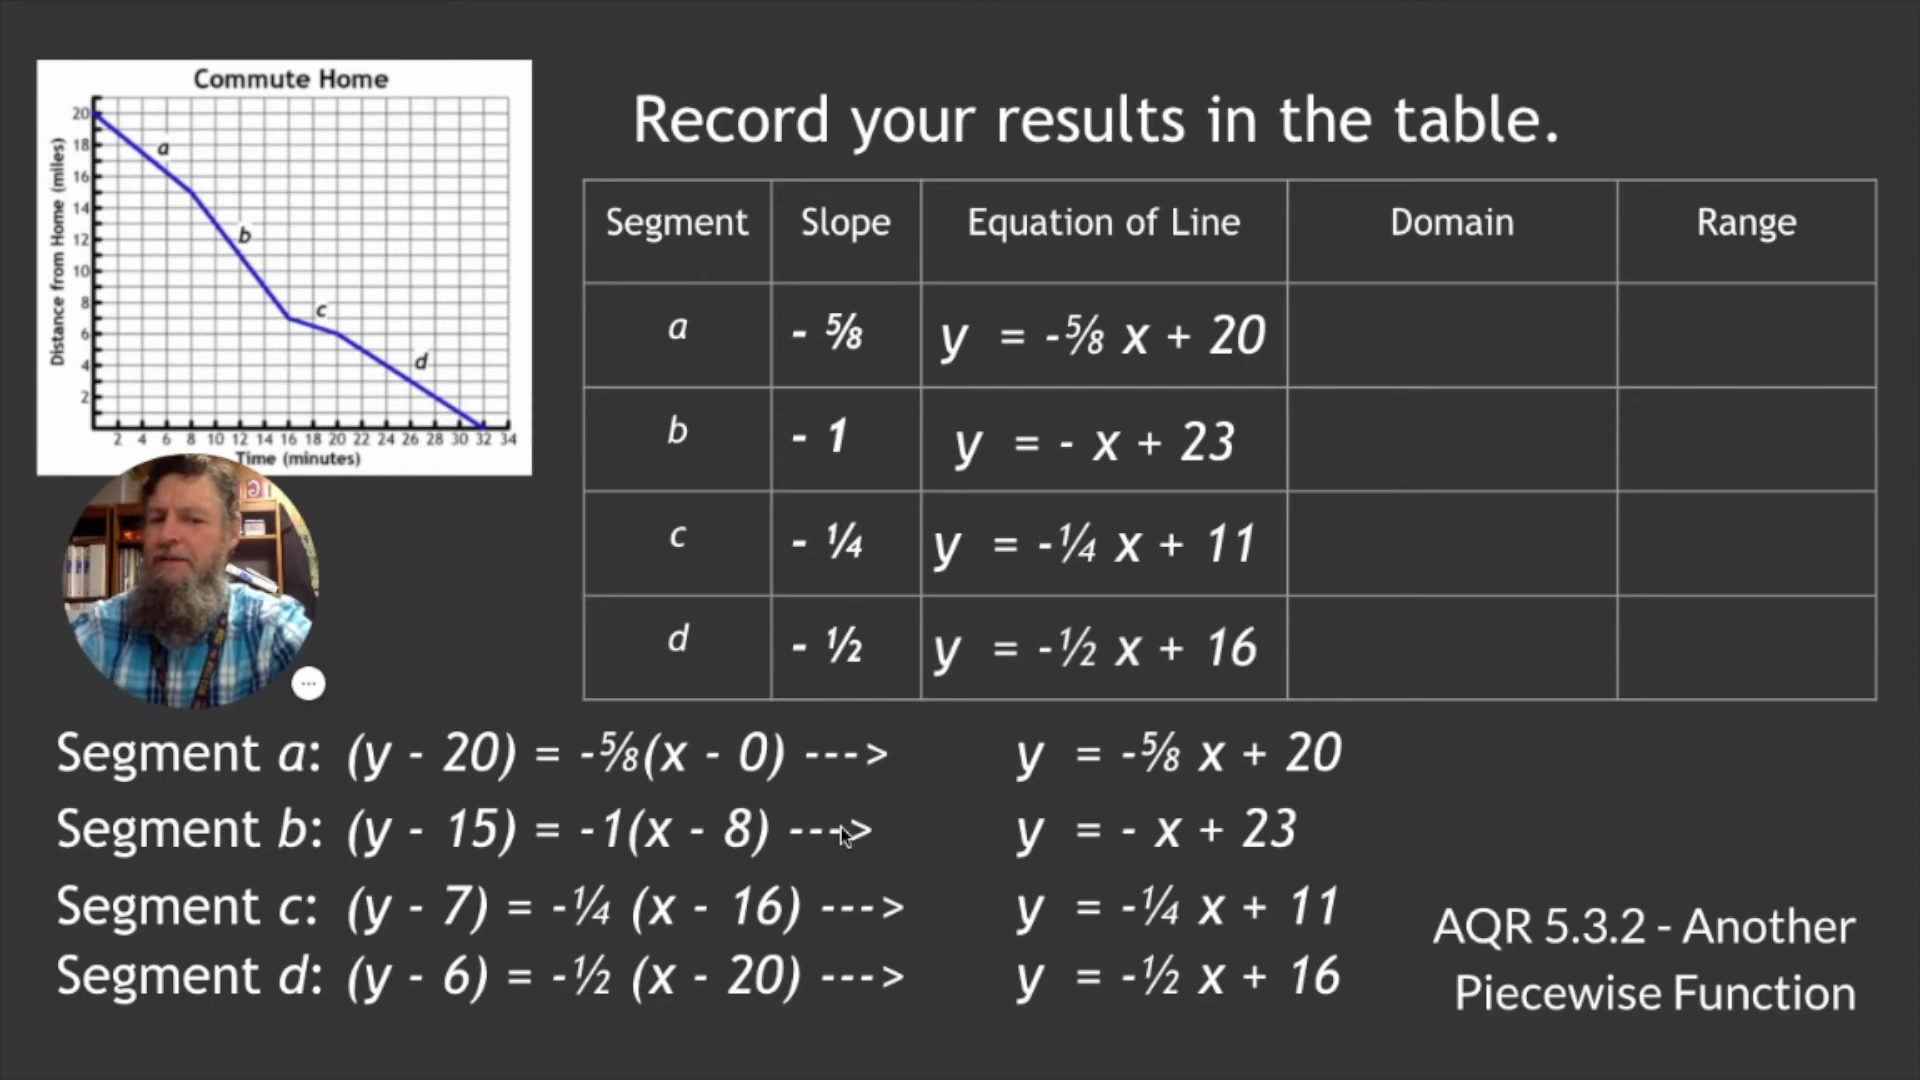 Commute Home
20
18
16
14
12
10
8
6
4
2
Distance from Home (miles)
a
b
c
d
2 4 6 8 10 12 14 16 18 20 22 24 26 28 30 32 34
Time (minutes)
Record your results in the table.
Segment Slope Equation of Line Domain Range
a - ⅝ y = -⅝ x + 20
b - 1 y = - x + 23
c - ¼ y = -¼ x + 11
d - ½ y = -½ x + 16
Segment a: (y - 20) = -⅝(x - 0) ---> y = -⅝ x + 20
Segment b: (y - 15) = -1(x - 8) ---> y = - x + 23
Segment c: (y - 7) = -¼ (x - 16) ---> y = -¼ x + 11
Segment d: (y - 6) = -½ (x - 20) ---> y = -½ x + 16
AQR 5.3.2 - Another
Piecewise Function